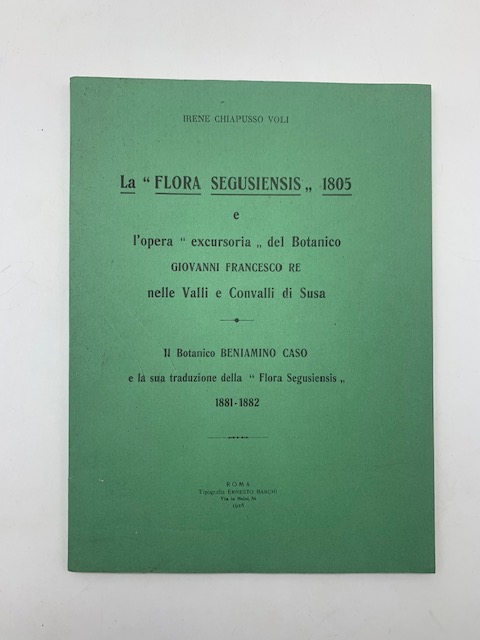 IRENE CHIAPUSSO VOLI
La “ FLORA SEGUSIENSIS „ 1805
e
l'opera “ excursoria „ del Botanico
GIOVANNI FRANCESCO RE
nelle Valli e Convalli di Susa
Il Botanico BENIAMINO CASO
e la sua traduzione della “ Flora Segusiensis „
1881-1882
ROMA
Tipografia ERNESTO
Via